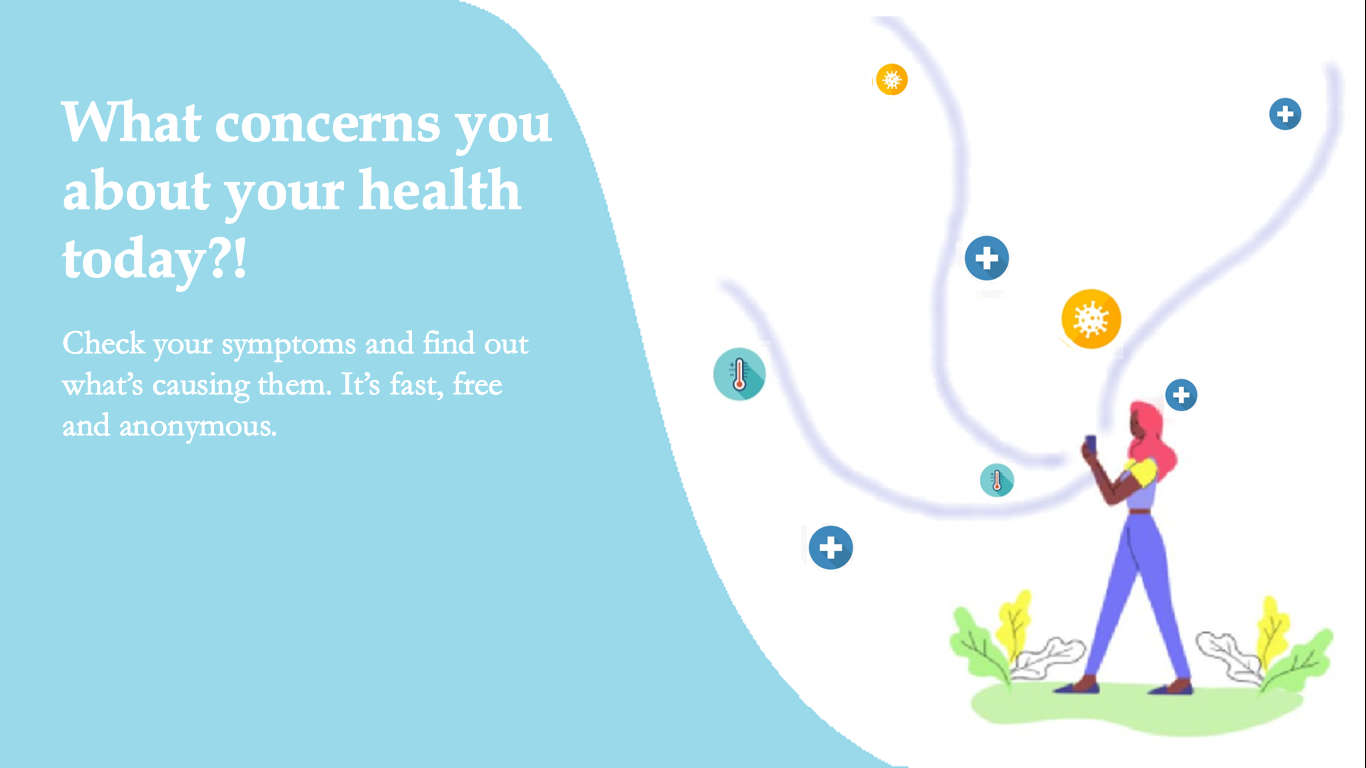 What concerns you
about your health
today?!
Check your symptoms and find out
what’s causing them. It’s fast, free
and anonymous.